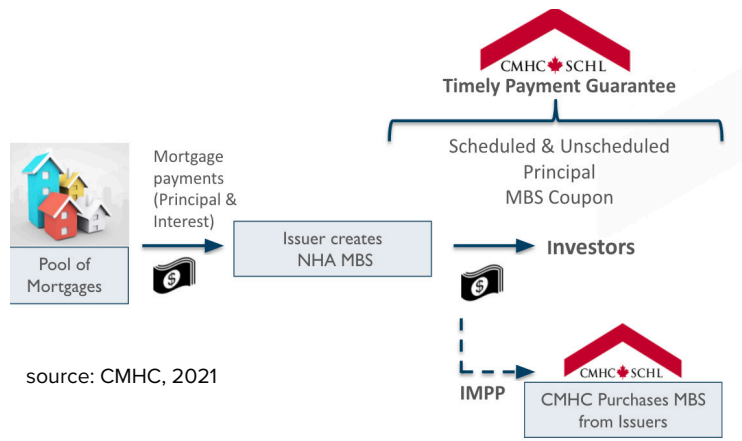 CMHC SCHL
Timely Payment Guarantee
Scheduled & Unscheduled
Principal
MBS Coupon
Mortgage
payments
(Principal &
Interest)
Pool of
Mortgages
$
Issuer creates
NHA MBS
$
Investors
IMPP
CMHC SCHL
CMHC Purchases MBS
from Issuers
source: CMHC, 2021